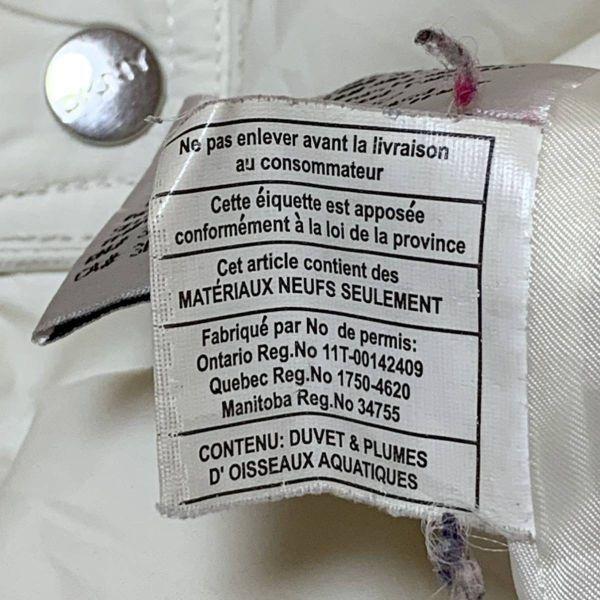 DKNY
Ne pas enlever avant la livraison
au consommateur
Cette éiquette est apposée
conformément à la loi de la province
Cet article contient des
MATÉRIAUX NEUFS SEULEMENT
Fabriqué par No de permis:
Ontario Reg.No 11T-00142409
Quebec Reg.No 1750-4620
Manitoba Reg.No 34755
CONTENU: DUVET & PLUMES
D' OISSEAUX AQUATIQUES
CA#